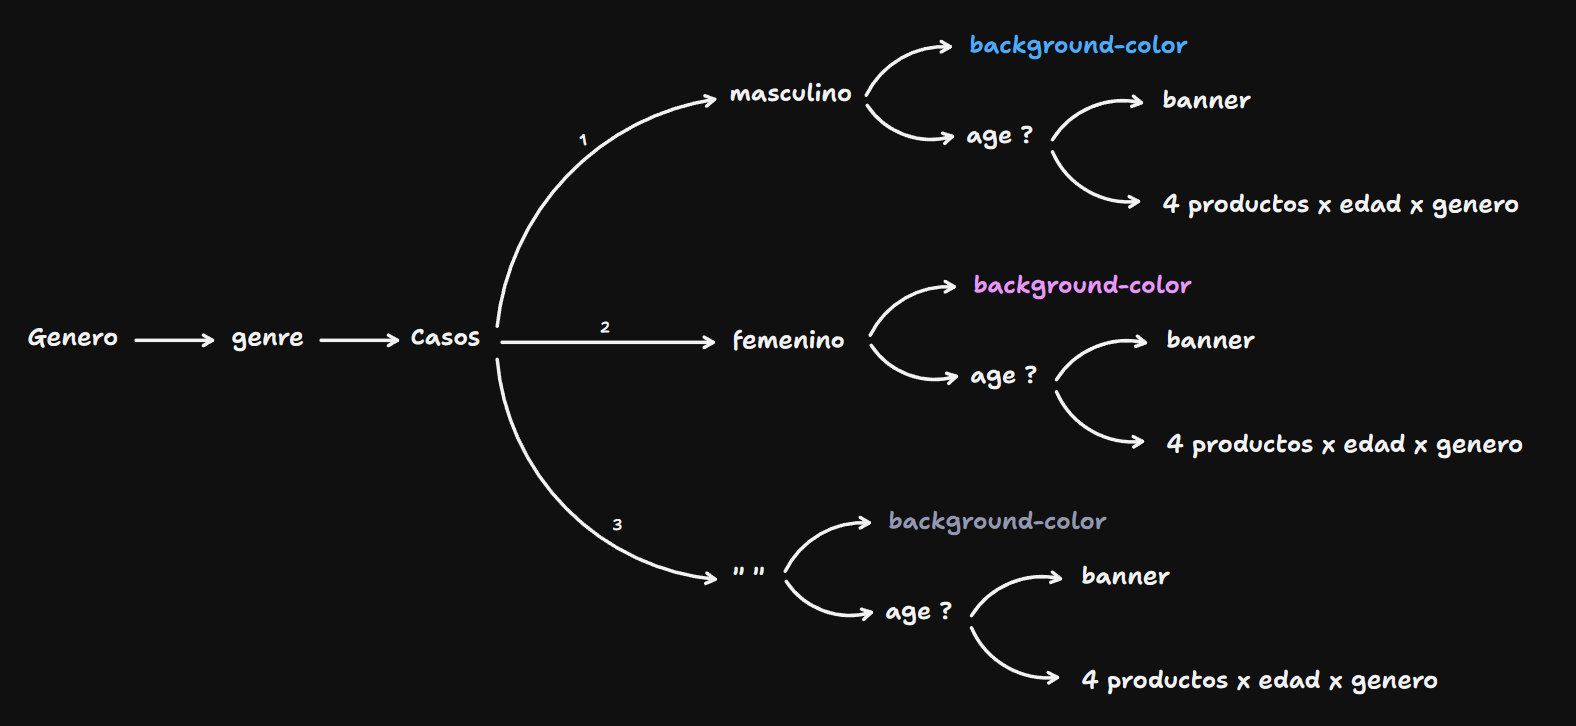 Genero
genre
Casos
1
masculino
background-color
age ?
banner
4 productos x edad x genero
2
femenino
background-color
age ?
banner
4 productos x edad x genero
3
" "
background-color
age ?
banner
4 productos x edad x genero